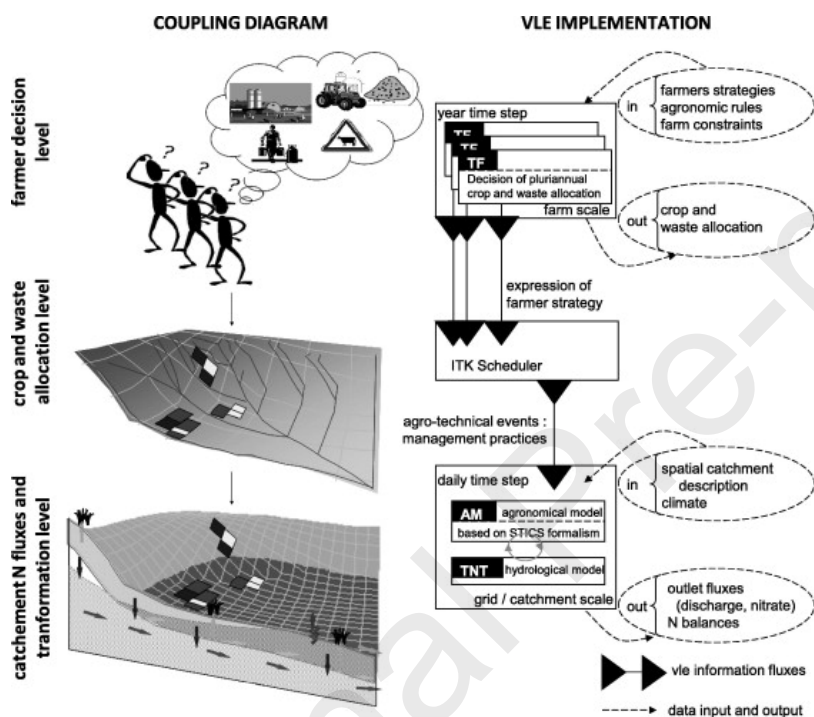 COUPLING DIAGRAM
VLE IMPLEMENTATION
farmer decision
level
crop and waste
allocation level
catchement N fluxes and
tranformation level
?
?
?
year time step
TF
TF
TF
Decision of pluriannual
crop and waste allocation
farm scale
in
farmers strategies
agronomic rules
farm constraints
out
crop and
waste allocation
expression of
farmer strategy
ITK Scheduler
agro-technical events :
management practices
daily time step
AM agronomical model
based on STICS formalism
TNT hydrological model
grid / catchment scale
in
spatial catchment
description
climate
out
outlet fluxes
(discharge, nitrate)
N balances
vle information fluxes
data input and output